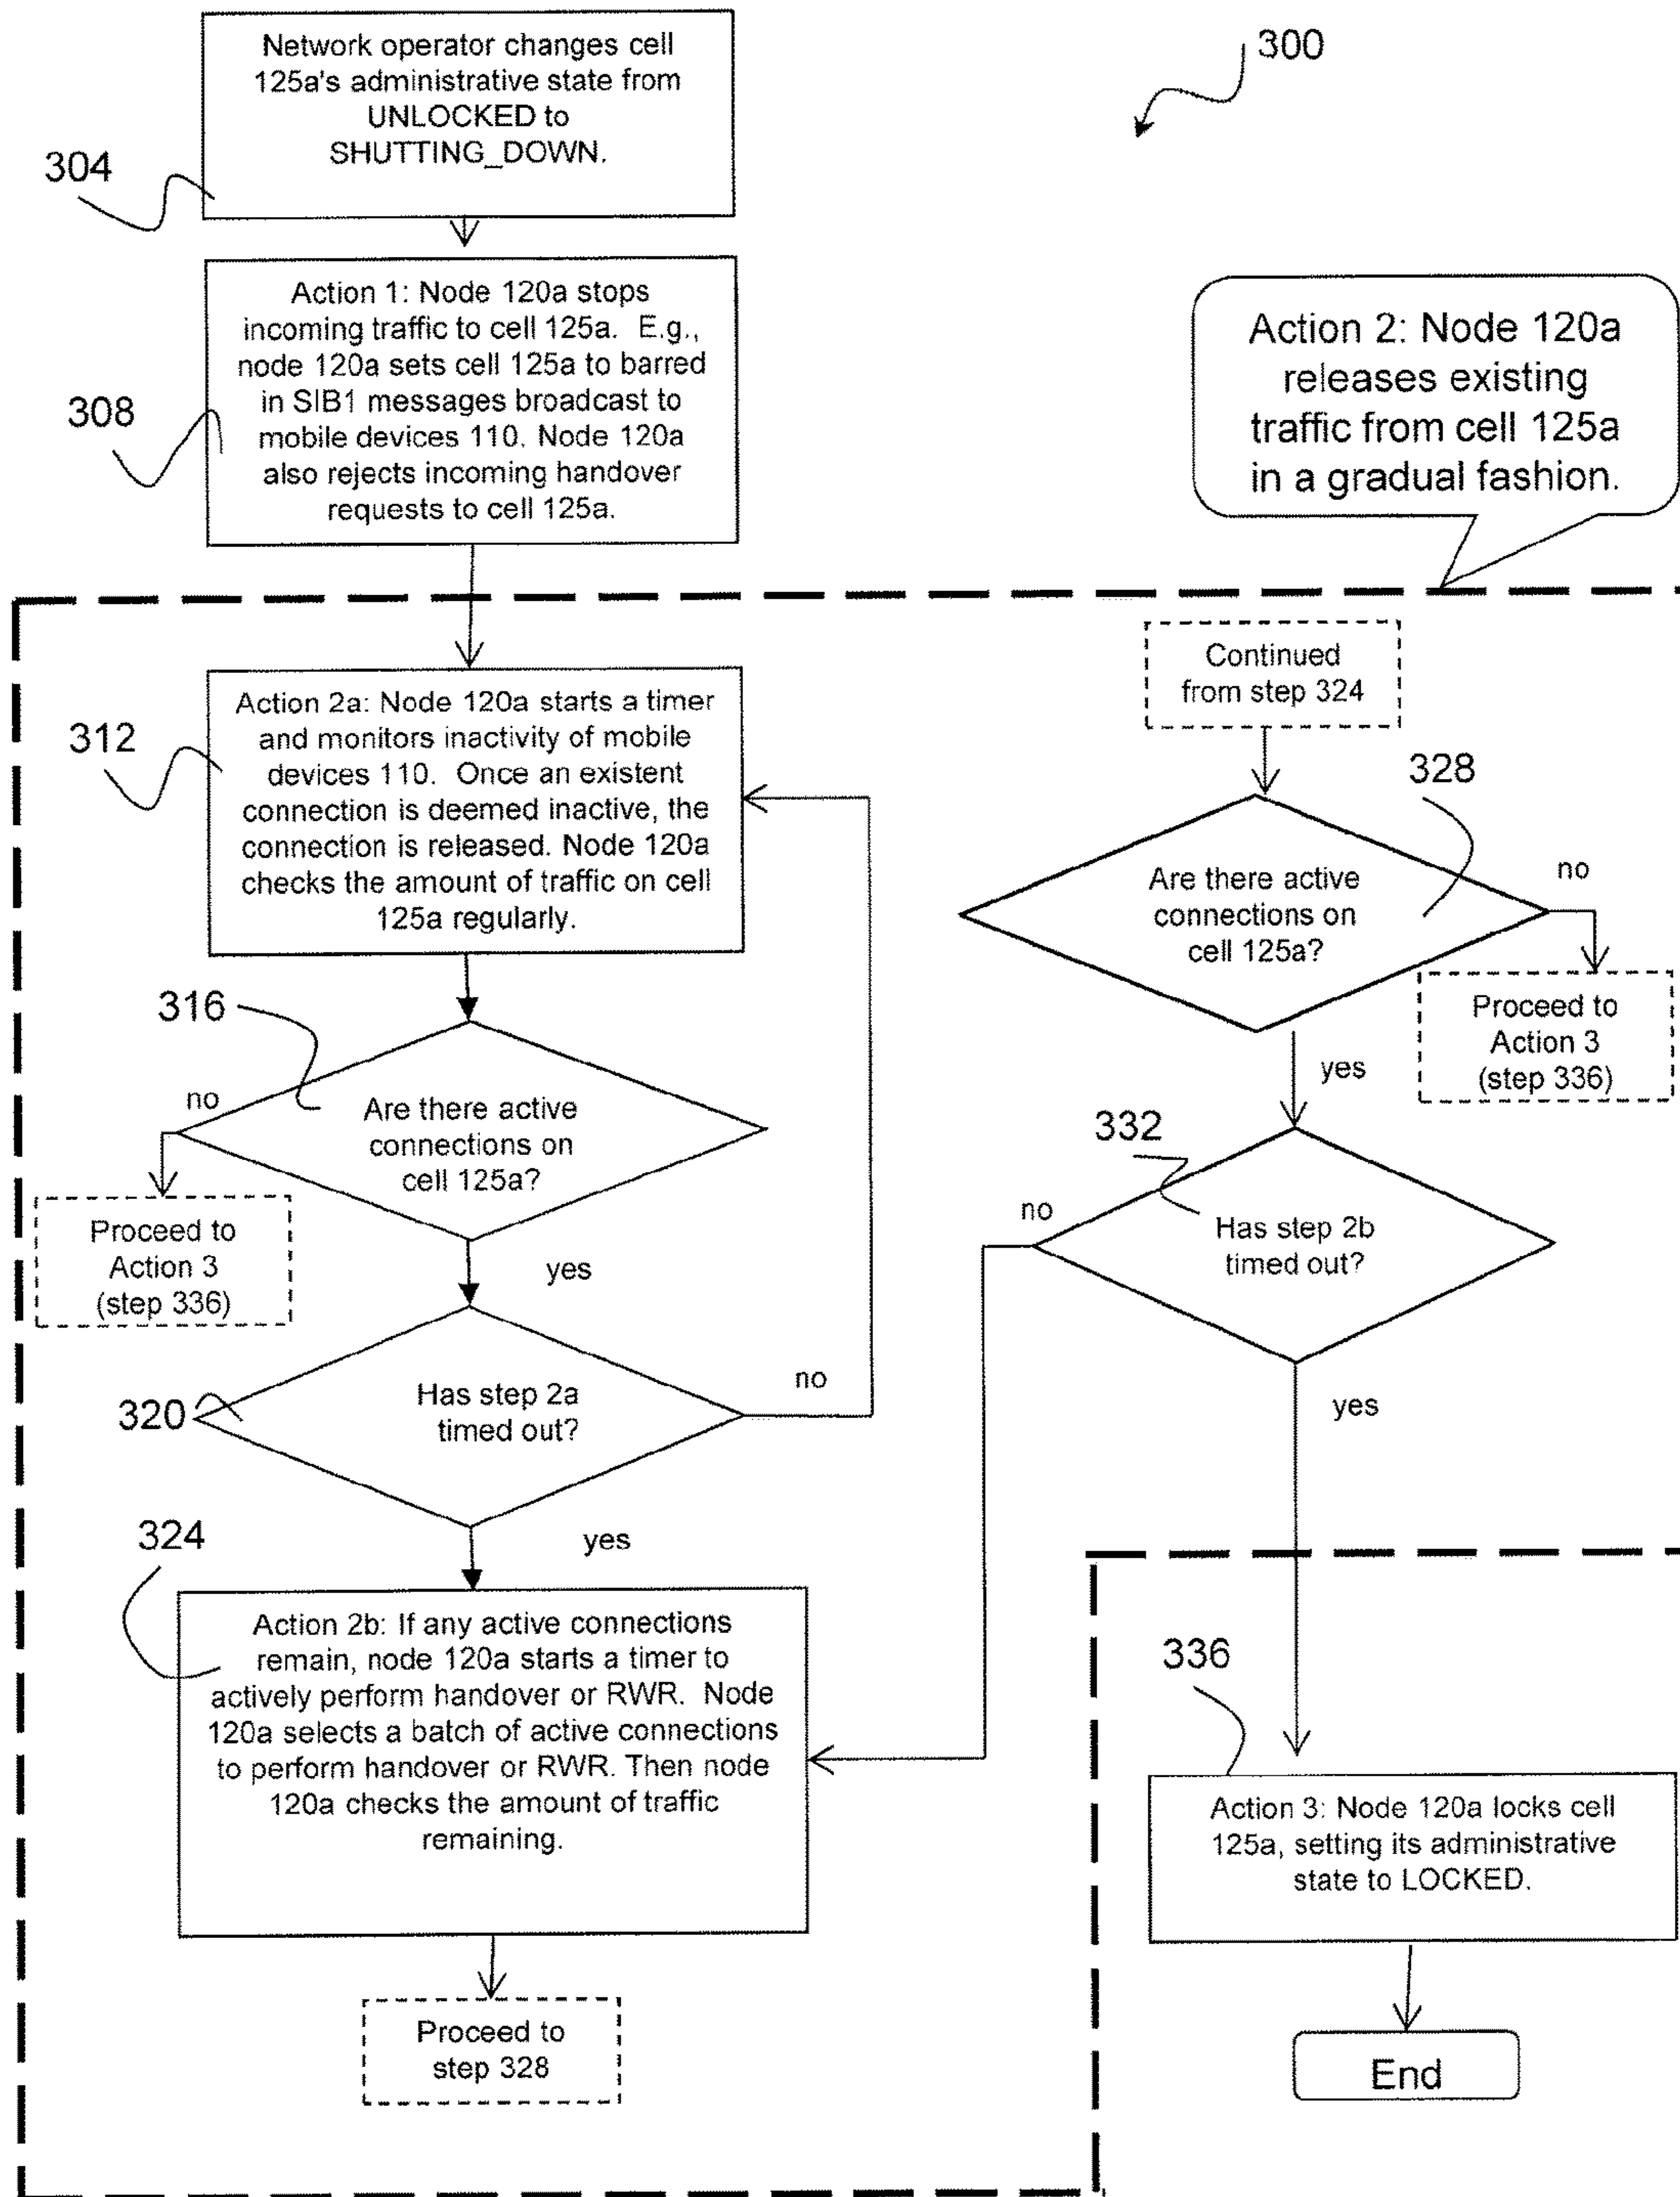 Network operator changes cell
125a's administrative state from
UNLOCKED to
SHUTTING_DOWN.
304
300
Action 1: Node 120a stops
incoming traffic to cell 125a. E.g.,
node 120a sets cell 125a to barred
in SIB1 messages broadcast to
mobile devices 110. Node 120a
also rejects incoming handover
requests to cell 125a.
308
Action 2: Node 120a
releases existing
traffic from cell 125a
in a gradual fashion.
Action 2a: Node 120a starts a timer
and monitors inactivity of mobile
devices 110. Once an existent
connection is deemed inactive, the
connection is released. Node 120a
checks the amount of traffic on cell
125a regularly.
312
316
Are there active
connections on
cell 125a?
no
Proceed to
Action 3
(step 336)
yes
320
Has step 2a
timed out?
no
yes
324
Action 2b: If any active connections
remain, node 120a starts a timer to
actively perform handover or RWR. Node
120a selects a batch of active connections
to perform handover or RWR. Then node
120a checks the amount of traffic
remaining.
Proceed to
step 328
Continued
from step 324
328
Are there active
connections on
cell 125a?
no
Proceed to
Action 3
(step 336)
yes
332
Has step 2b
timed out?
no
yes
336
Action 3: Node 120a locks cell
125a, setting its administrative
state to LOCKED.
End